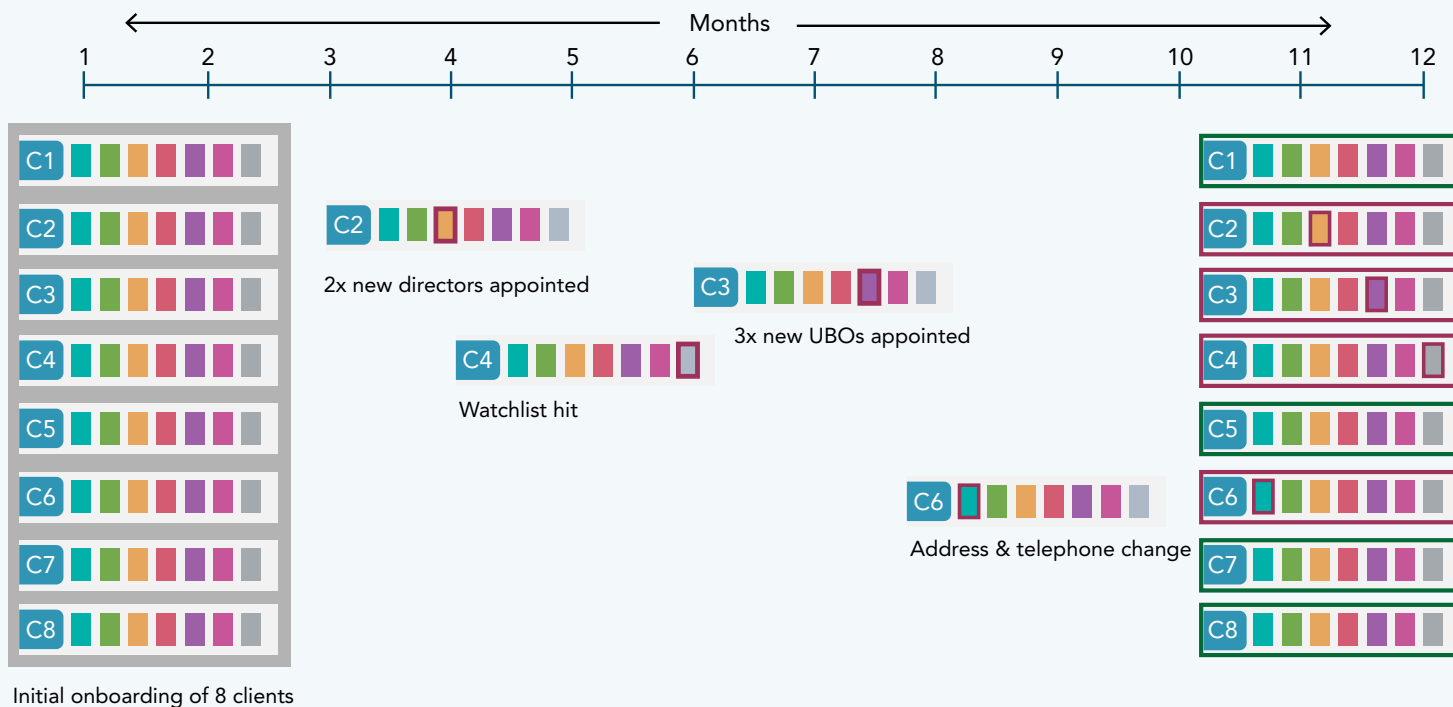 Months
1 2 3 4 5 6 7 8 9 10 11 12
C1 C1
C2 C2 C2
2x new directors appointed
C3 C3 C3
3x new UBOs appointed
C4 C4 C4
Watchlist hit
C5 C5
C6 C6 C6
Address & telephone change
C7 C7
C8 C8
Initial onboarding of 8 clients